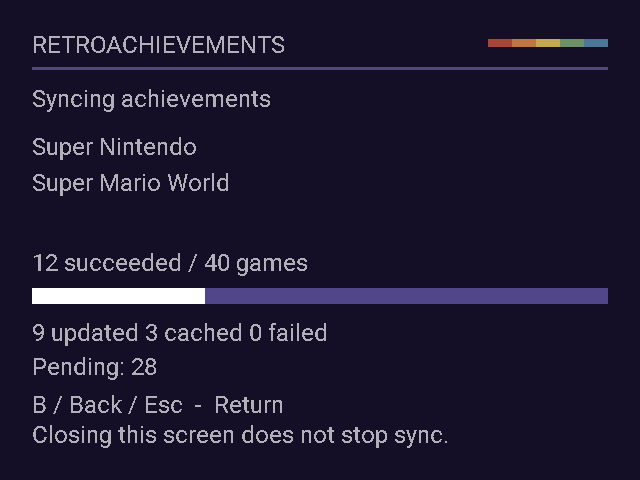 RETROACHIEVEMENTS
Syncing achievements
Super Nintendo
Super Mario World
12 succeeded / 40 games
9 updated 3 cached 0 failed
Pending: 28
B / Back / Esc - Return
Closing this screen does not stop sync.